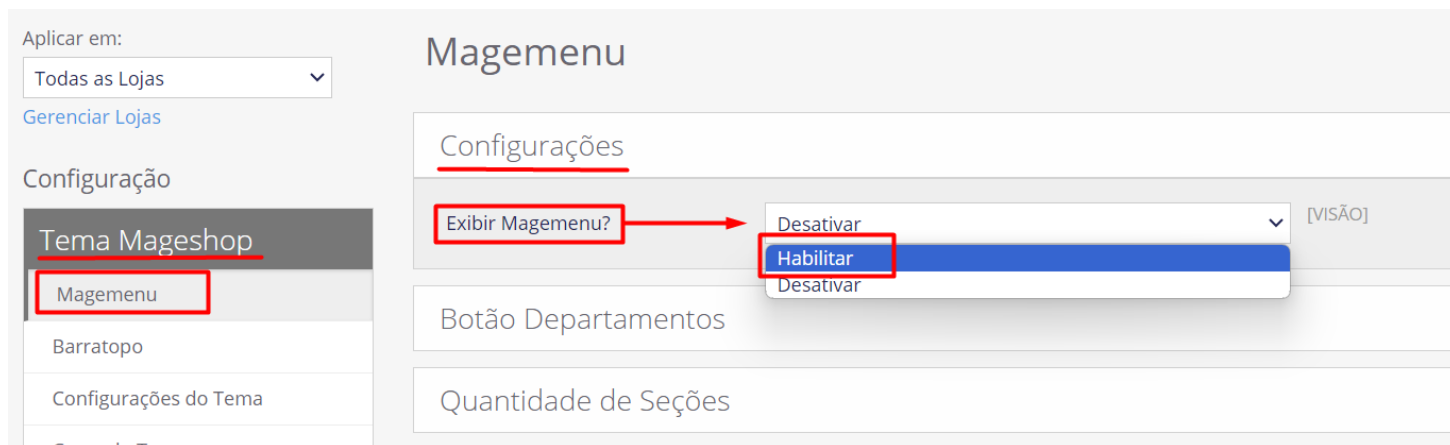 Aplicar em:
Todas as Lojas
Gerenciar Lojas
Configuração
Tema Mageshop
Magemenu
Barratopo
Configurações do Tema
Magemenu
Configurações
Exibir Magemenu?
Desativar
[VISÃO]
Habilitar
Desativar
Botão Departamentos
Quantidade de Seções